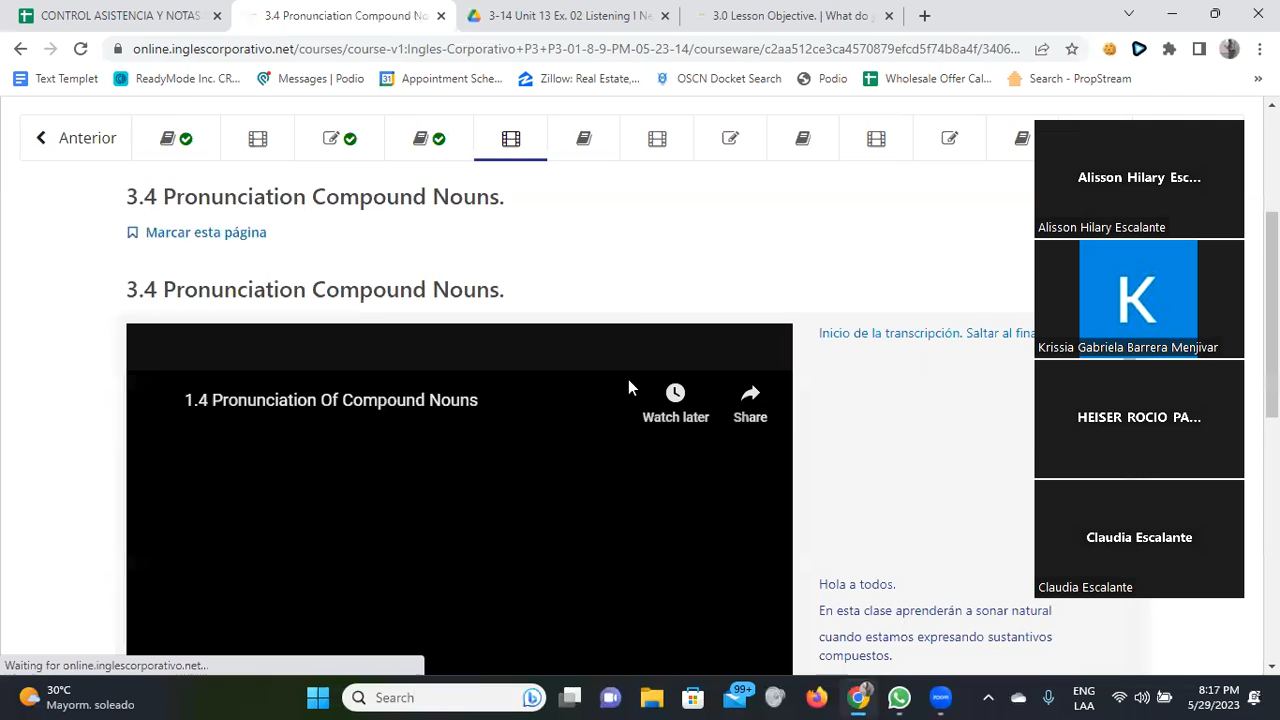 CONTROL ASISTENCIA Y NOTAS
3.4 Pronunciation Compound No
3-14 Unit 13 Ex. 02 Listening I Ne
3.0 Lesson Objective. | What do y
online.inglescorporativo.net/courses/course-v1:Ingles-Corporativo+P3+P3-01-8-9-PM-05-23-14/courseware/c2aa512ce3ca4570879efcd5f74b8a4f/3406...
Text Templet
ReadyMode Inc. CR...
Messages | Podio
Appointment Sche...
Zillow: Real Estate,...
OSCN Docket Search
Podio
Wholesale Offer Cal...
Search - PropStream
»
Anterior
3.4 Pronunciation Compound Nouns.
Marcar esta página
3.4 Pronunciation Compound Nouns.
1.4 Pronunciation Of Compound Nouns
Watch later
Share
Inicio de la transcripción. Saltar al fina
Hola a todos.
En esta clase aprenderán a sonar natural
cuando estamos expresando sustantivos
compuestos.
Alisson Hilary Esc...
Alisson Hilary Escalante
K
Krissia Gabriela Barrera Menjivar
HEISER ROCIO PA...
Claudia Escalante
Claudia Escalante
Waiting for online.inglescorporativo.net...
30°C
Mayorm. soleado
Search
99+
zoom
ENG
LAA
8:17 PM
5/29/2023